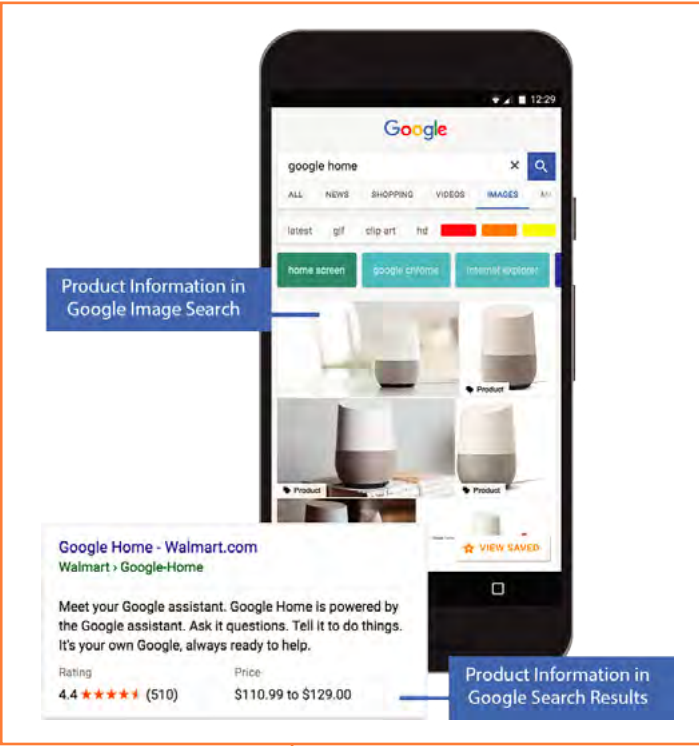 12:29
Google
google home
ALL NEWS SHOPPING VIDEOS IMAGES
latest gif clip art hd
home screen google chrome internet explorer
Product Information in
Google Image Search
Product
Product
Product
VIEW SAVED
Google Home - Walmart.com
Walmart › Google-Home
Meet your Google assistant. Google Home is powered by
the Google assistant. Ask it questions. Tell it to do things.
It's your own Google, always ready to help.
Rating Price
4.4 ★★★★★ (510) $110.99 to $129.00
Product Information in
Google Search Results